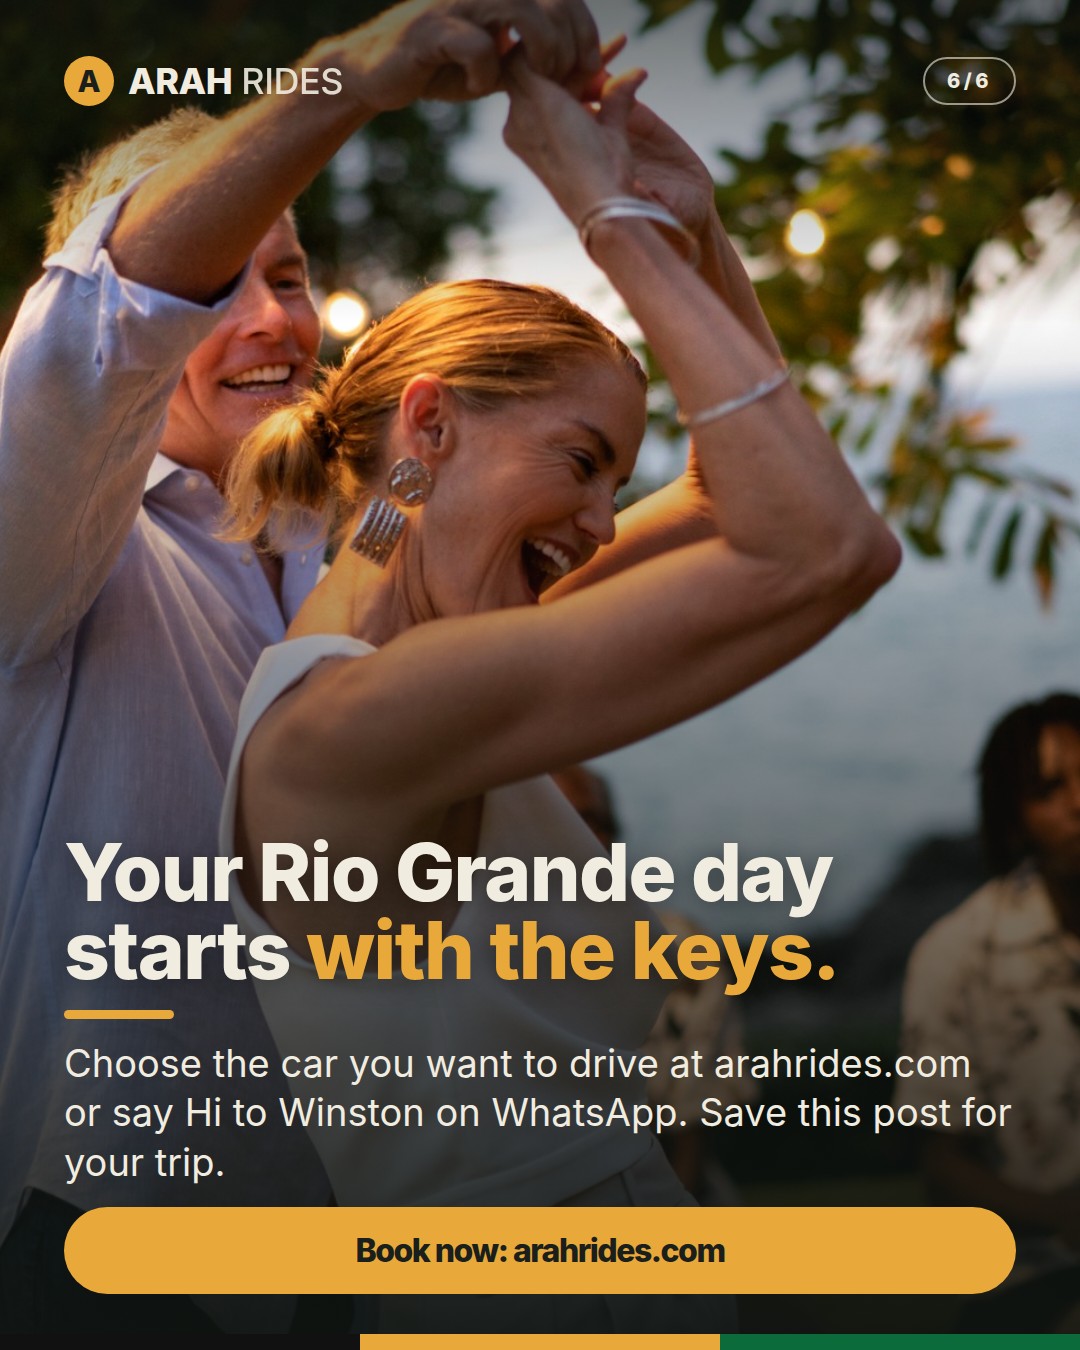 A ARAH RIDES
6/6
Your Rio Grande day
starts with the keys.
Choose the car you want to drive at arahrides.com
or say Hi to Winston on WhatsApp. Save this post for
your trip.
Book now: arahrides.com